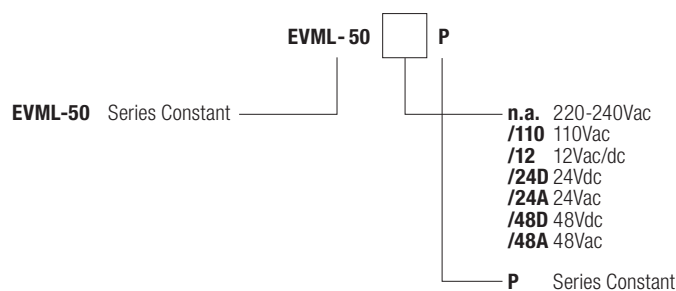 EVML- 50 P
EVML-50 Series Constant
n.a. 220-240Vac
/110 110Vac
/12 12Vac/dc
/24D 24Vdc
/24A 24Vac
/48D 48Vdc
/48A 48Vac
P Series Constant